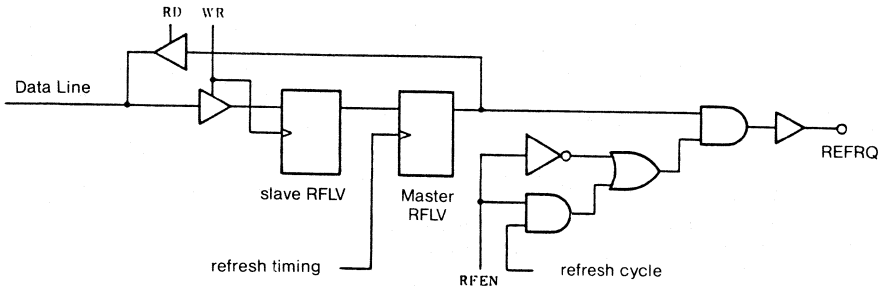 RD WR
Data Line
REFRQ
slave RFLV
Master
RFLV
refresh timing
RFEN
refresh cycle